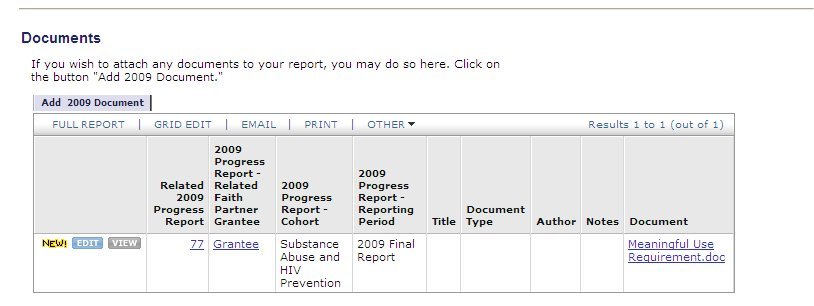 Documents
If you wish to attach any documents to your report, you may do so here. Click on
the button "Add 2009 Document."
Add 2009 Document
FULL REPORT | GRID EDIT | EMAIL | PRINT | OTHER Results 1 to 1 (out of 1)
Related
2009
Progress
Report
2009
Progress
Report -
Related
Faith
Partner
Grantee
2009
Progress
Report -
Cohort
2009
Progress
Report -
Reporting
Period
Title
Document
Type
Author
Notes
Document
NEW! EDIT VIEW
77
Grantee
Substance
Abuse and
HIV
Prevention
2009 Final
Report
Meaningful Use
Requirement.doc